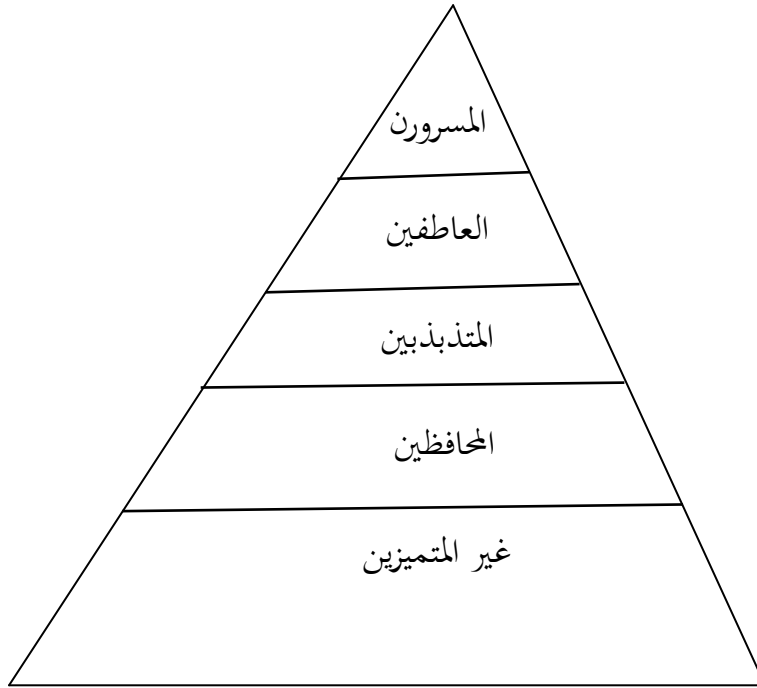 المسرورن
العاطفين
المتذبذبين
المحافظين
غير المتميزين